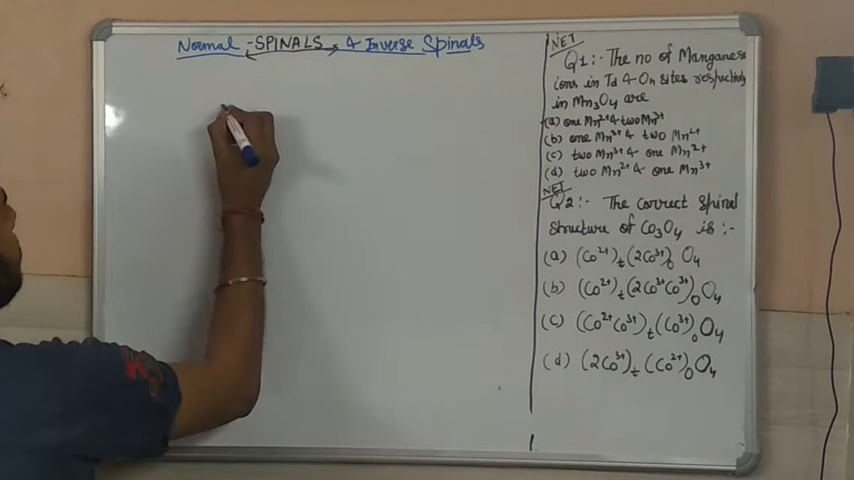 Normal - SPINALS & Inverse Spinals
NET
Q1:- The no of Manganese
ions in Td & Oh sites respectively
in Mn₃O₄ are
(a) one Mn²⁺ & two Mn³⁺
(b) one Mn³⁺ & two Mn²⁺
(c) two Mn³⁺ & one Mn²⁺
(d) two Mn²⁺ & one Mn³⁺
NET
Q2:- The correct Spinal
structure of Co₃O₄ is :-
(a) (Co²⁺)t(2Co³⁺)o O₄
(b) (Co²⁺)t(2Co³⁺Co³⁺)o O₄
(c) (Co²⁺Co³⁺)t(Co³⁺)o O₄
(d) (2Co³⁺)t(Co²⁺)o O₄